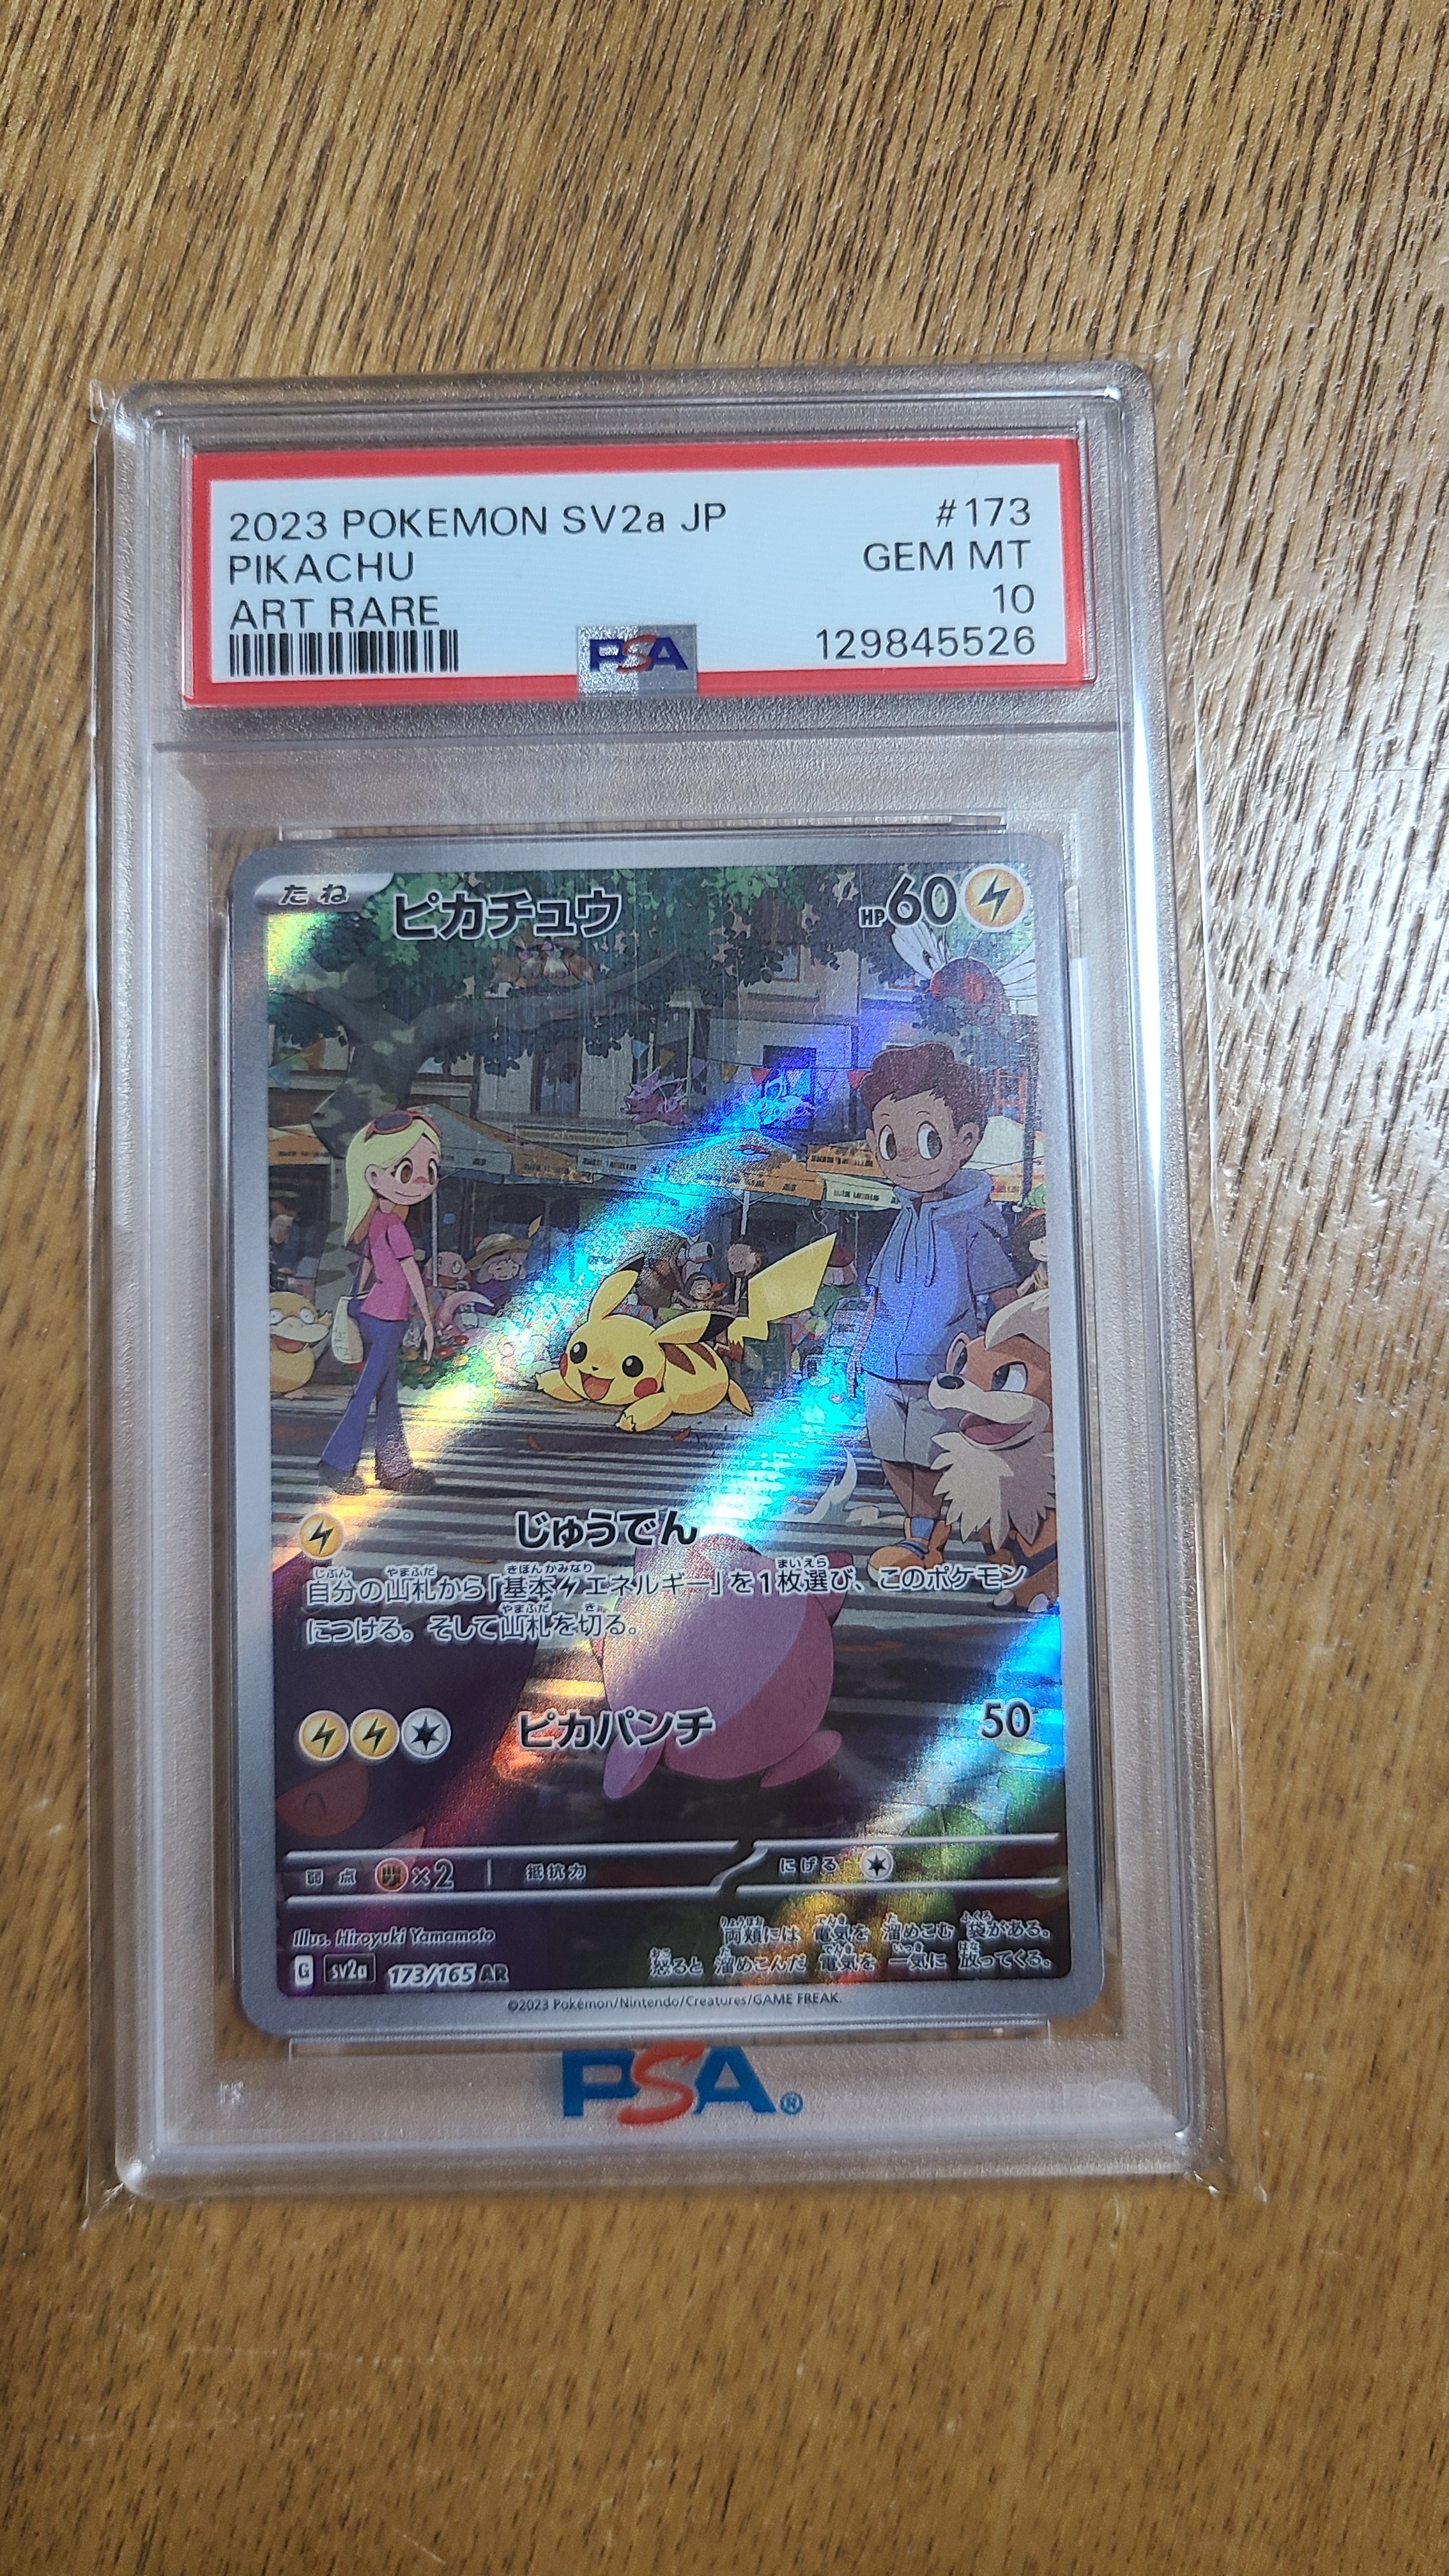 2023 POKEMON SV2a JP #173
PIKACHU GEM MT
ART RARE 10
PSA 129845526
たね ピカチュウ HP60
じゅうでん
自分の山札から「基本エネルギー」を1枚選び、このポケモン
につける。そして山札を切る。
ピカパンチ 50
弱点 ×2 抵抗力 にげる
Illus. Hiroyuki Yamamoto
両頬には 電気を 溜めこむ 袋がある。
怒ると 溜めこんだ 電気を 一気に 放ってくる。
G sv2a 173/165 AR
©2023 Pokémon/Nintendo/Creatures/GAME FREAK.
PSA®